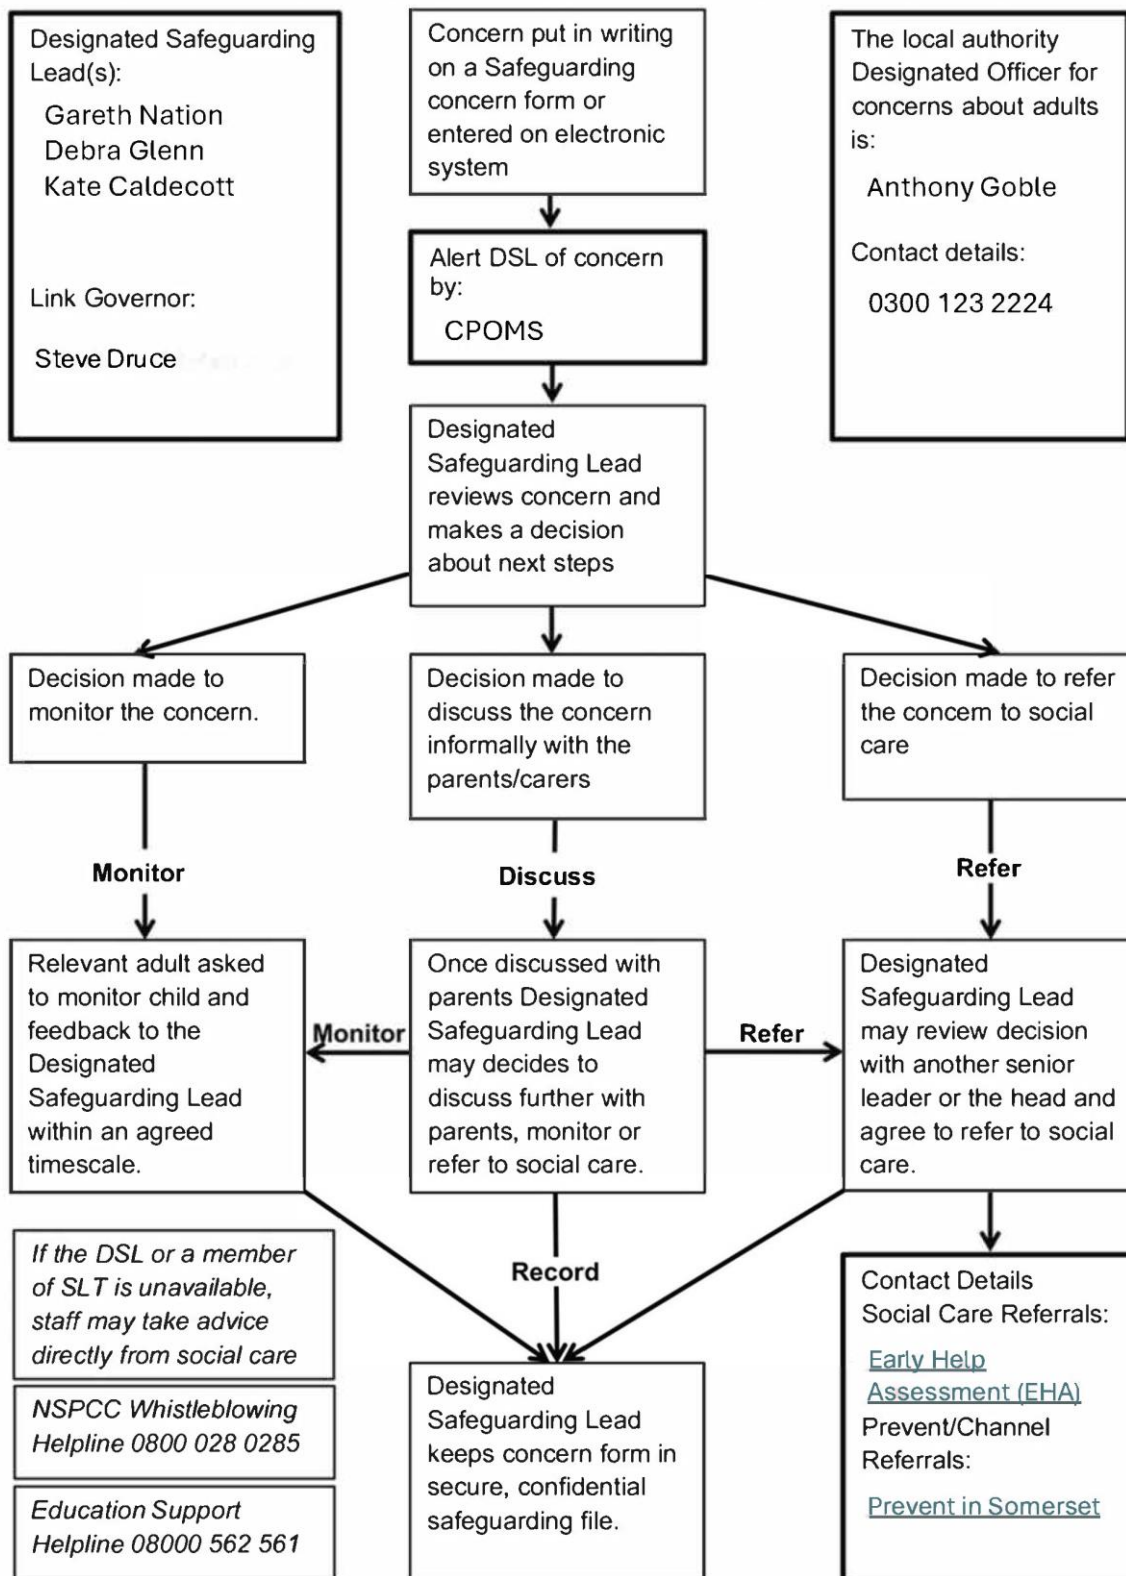 Designated Safeguarding
Lead(s):
Gareth Nation
Debra Glenn
Kate Caldecott
Link Governor:
Steve Druce
Concern put in writing
on a Safeguarding
concern form or
entered on electronic
system
The local authority
Designated Officer for
concerns about adults
is:
Anthony Goble
Contact details:
0300 123 2224
Alert DSL of concern
by:
CPOMS
Designated
Safeguarding Lead
reviews concern and
makes a decision
about next steps
Decision made to
monitor the concern.
Decision made to
discuss the concern
informally with the
parents/carers
Decision made to refer
the concern to social
care
Monitor
Discuss
Refer
Relevant adult asked
to monitor child and
feedback to the
Designated
Safeguarding Lead
within an agreed
timescale.
Monitor
Once discussed with
parents Designated
Safeguarding Lead
may decides to
discuss further with
parents, monitor or
refer to social care.
Refer
Designated
Safeguarding Lead
may review decision
with another senior
leader or the head and
agree to refer to social
care.
If the DSL or a member
of SLT is unavailable,
staff may take advice
directly from social care
NSPCC Whistleblowing
Helpline 0800 028 0285
Education Support
Helpline 08000 562 561
Record
Designated
Safeguarding Lead
keeps concern form in
secure, confidential
safeguarding file.
Contact Details
Social Care Referrals:
Early Help
Assessment (EHA)
Prevent/Channel
Referrals:
Prevent in Somerset